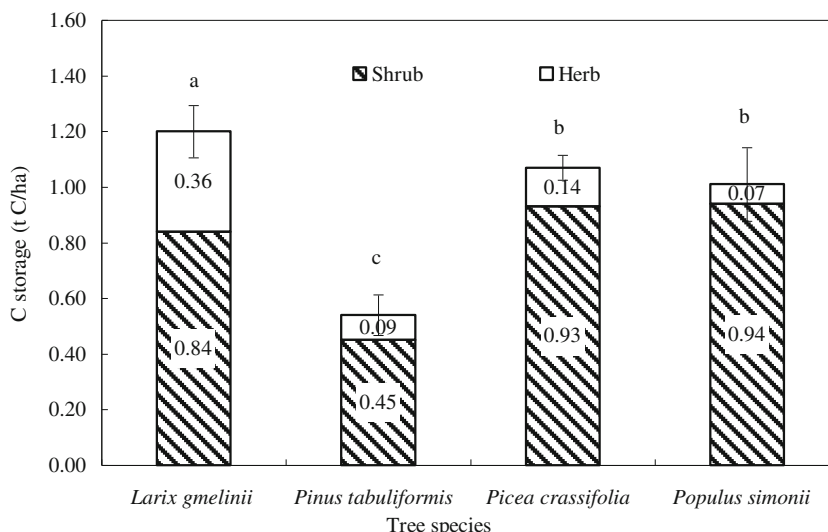 1.60
Shrub Herb
1.40
a
1.20
b
b
0.36
0.14
0.07
1.00
0.80
c
0.60
0.09
0.84
0.93
0.94
0.40
0.45
0.20
0.00
C storage (t C/ha)
Larix gmelinii Pinus tabuliformis Picea crassifolia Populus simonii
Tree species